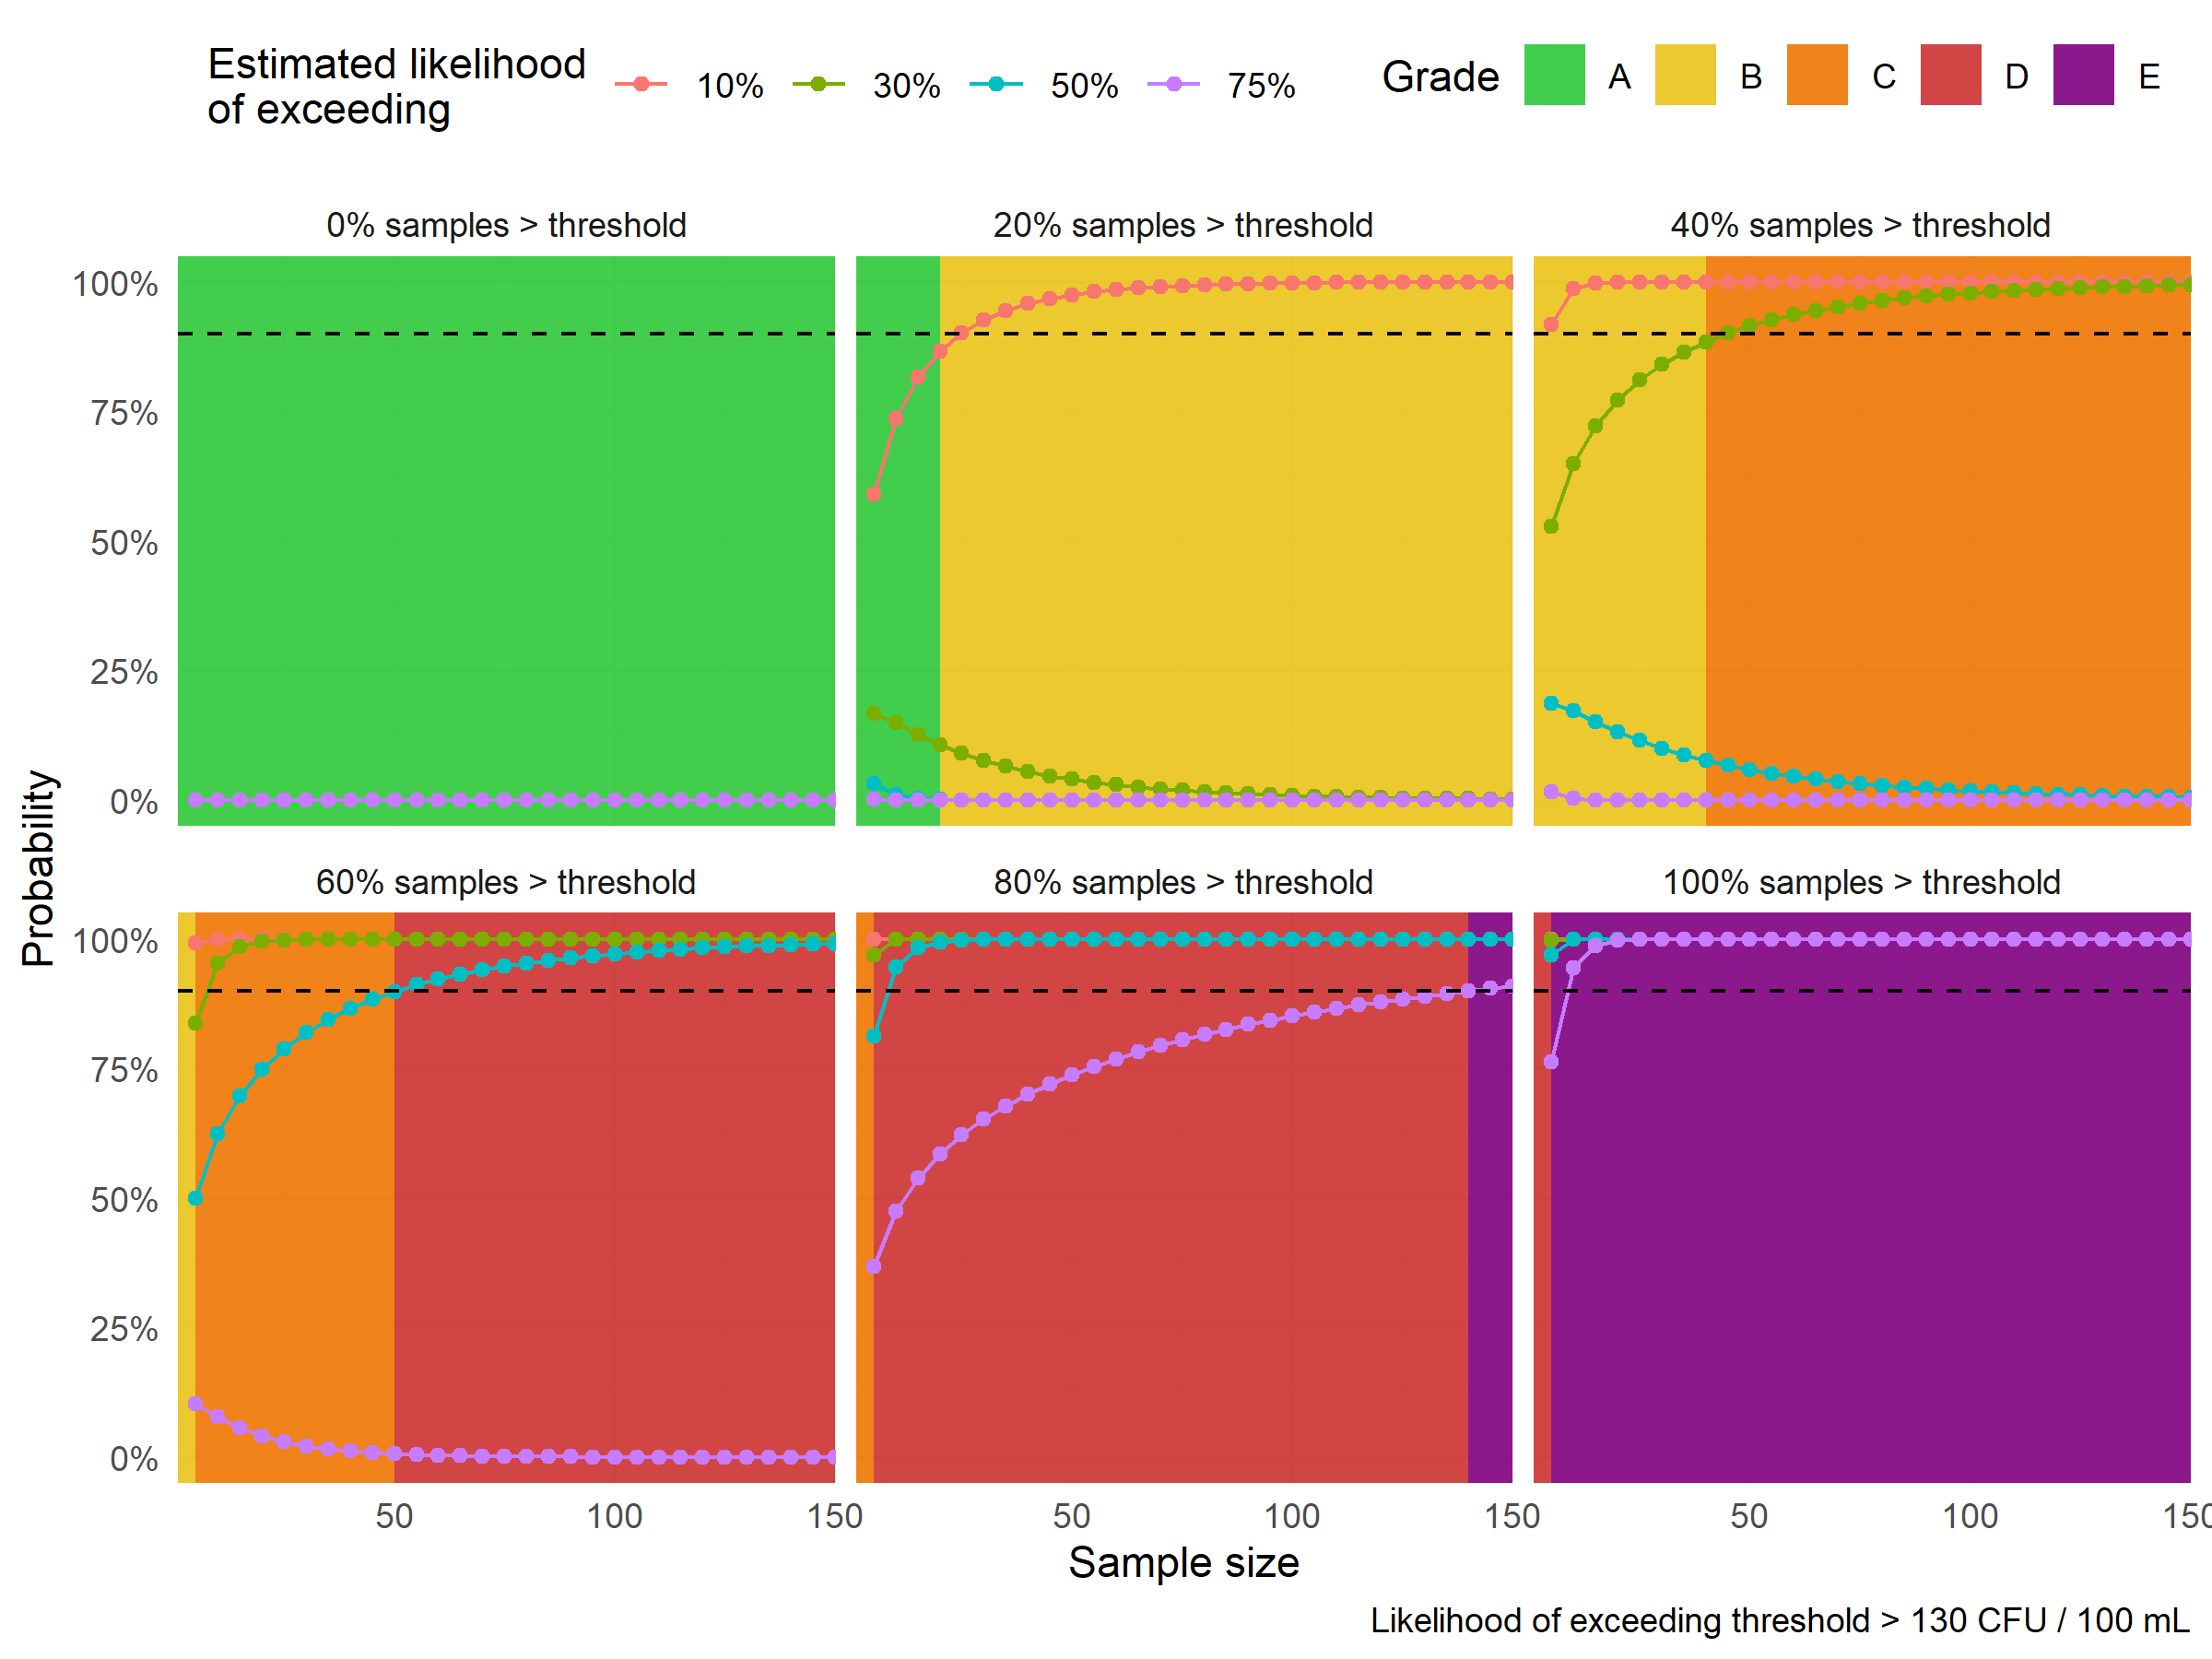 Estimated likelihood
of exceeding
10% 30% 50% 75%
Grade A B C D E
0% samples > threshold
20% samples > threshold
40% samples > threshold
100%
75%
50%
25%
0%
60% samples > threshold
80% samples > threshold
100% samples > threshold
100%
75%
50%
25%
0%
Probability
50 100 150
50 100 150
50 100 150
Sample size
Likelihood of exceeding threshold > 130 CFU / 100 mL